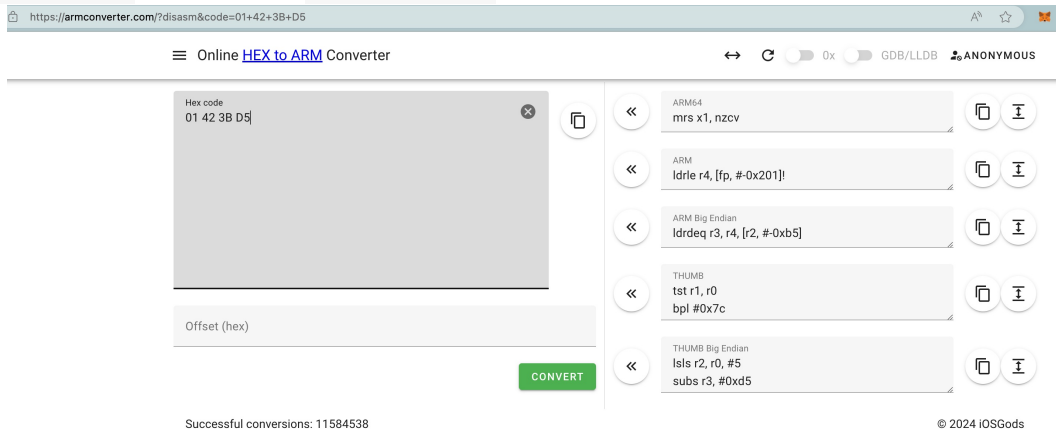 https://armconverter.com/?disasm&code=01+42+3B+D5
Online HEX to ARM Converter
0x
GDB/LLDB
ANONYMOUS
Hex code
01 42 3B D5
Offset (hex)
CONVERT
ARM64
mrs x1, nzcv
ARM
ldrle r4, [fp, #-0x201]!
ARM Big Endian
ldrdeq r3, r4, [r2, #-0xb5]
THUMB
tst r1, r0
bpl #0x7c
THUMB Big Endian
lsls r2, r0, #5
subs r3, #0xd5
Successful conversions: 11584538
© 2024 iOSGods